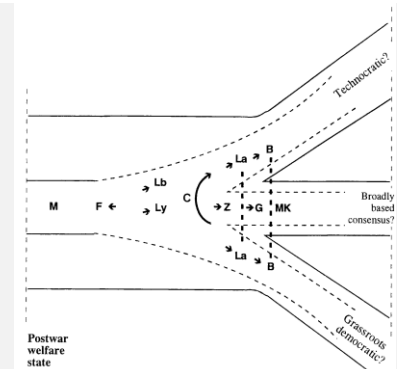 Technocratic?
B
La
Lb
C
M
F
Ly
Z
G
MK
Broadly
based
consensus?
La
B
Grassroots
democratic?
Postwar
welfare
state